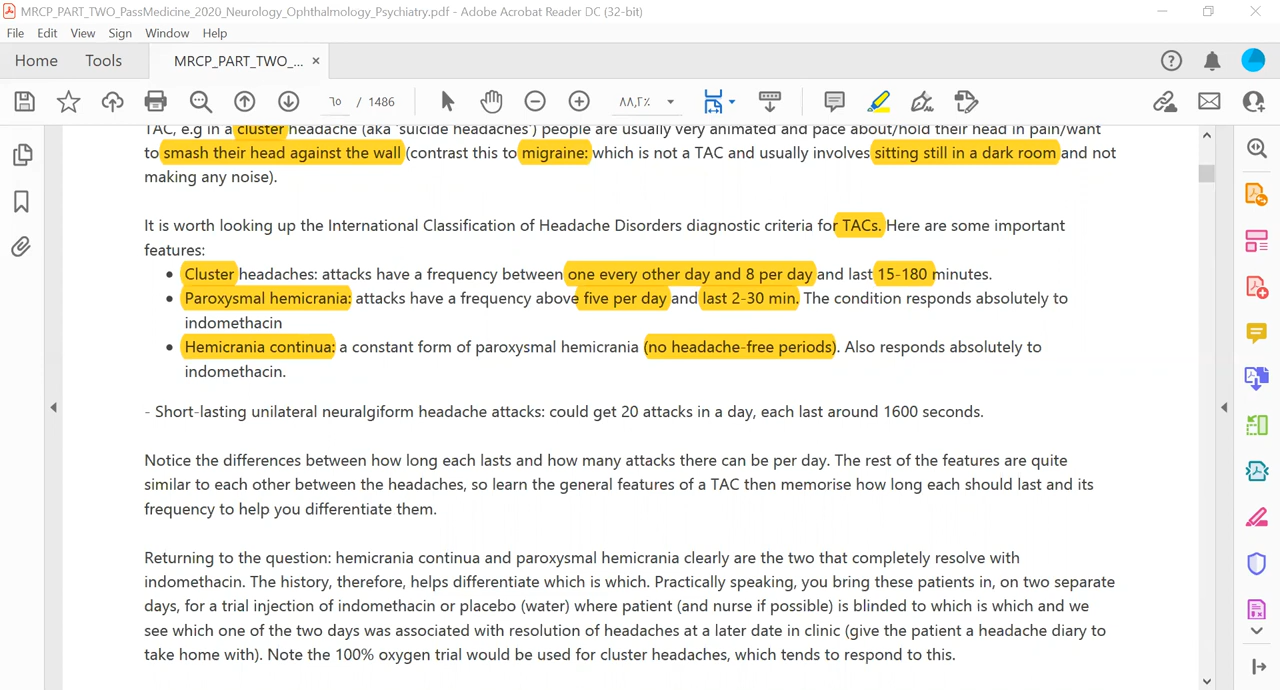 MRCP_PART_TWO_PassMedicine_2020_Neurology_Ophthalmology_Psychiatry.pdf - Adobe Acrobat Reader DC (32-bit)
File Edit View Sign Window Help
Home Tools MRCP_PART_TWO_... ×
٦٥ / 1486 ٨٨,٢٪
TAC, e.g in a cluster headache (aka 'suicide headaches') people are usually very animated and pace about/hold their head in pain/want
to smash their head against the wall (contrast this to migraine: which is not a TAC and usually involves sitting still in a dark room and not
making any noise).
It is worth looking up the International Classification of Headache Disorders diagnostic criteria for TACs. Here are some important
features:
• Cluster headaches: attacks have a frequency between one every other day and 8 per day and last 15-180 minutes.
• Paroxysmal hemicrania: attacks have a frequency above five per day and last 2-30 min. The condition responds absolutely to
indomethacin
• Hemicrania continua: a constant form of paroxysmal hemicrania (no headache-free periods). Also responds absolutely to
indomethacin.
- Short-lasting unilateral neuralgiform headache attacks: could get 20 attacks in a day, each last around 1600 seconds.
Notice the differences between how long each lasts and how many attacks there can be per day. The rest of the features are quite
similar to each other between the headaches, so learn the general features of a TAC then memorise how long each should last and its
frequency to help you differentiate them.
Returning to the question: hemicrania continua and paroxysmal hemicrania clearly are the two that completely resolve with
indomethacin. The history, therefore, helps differentiate which is which. Practically speaking, you bring these patients in, on two separate
days, for a trial injection of indomethacin or placebo (water) where patient (and nurse if possible) is blinded to which is which and we
see which one of the two days was associated with resolution of headaches at a later date in clinic (give the patient a headache diary to
take home with). Note the 100% oxygen trial would be used for cluster headaches, which tends to respond to this.